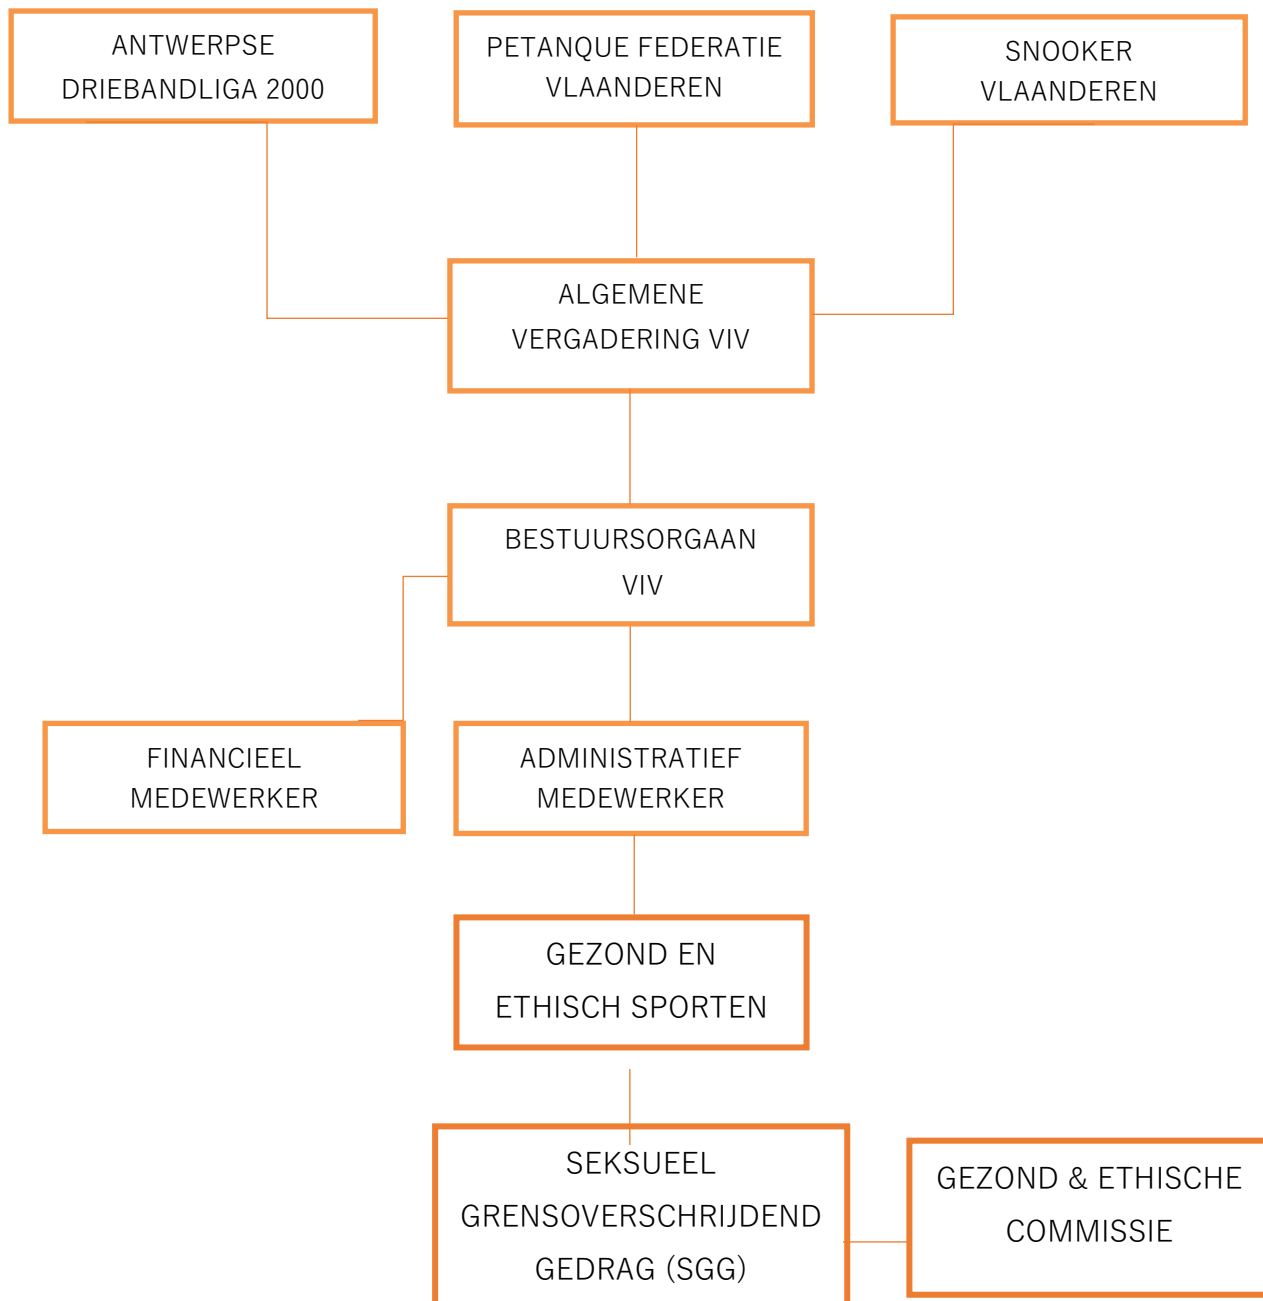 ANTWERPSE
DRIEBANDLIGA 2000
PETANQUE FEDERATIE
VLAANDEREN
SNOOKER
VLAANDEREN
ALGEMENE
VERGADERING VIV
BESTUURSORGAAN
VIV
FINANCIEEL
MEDEWERKER
ADMINISTRATIEF
MEDEWERKER
GEZOND EN
ETHISCH SPORTEN
SEKSUEEL
GRENSOVERSCHRIJDEND
GEDRAG (SGG)
GEZOND & ETHISCHE
COMMISSIE